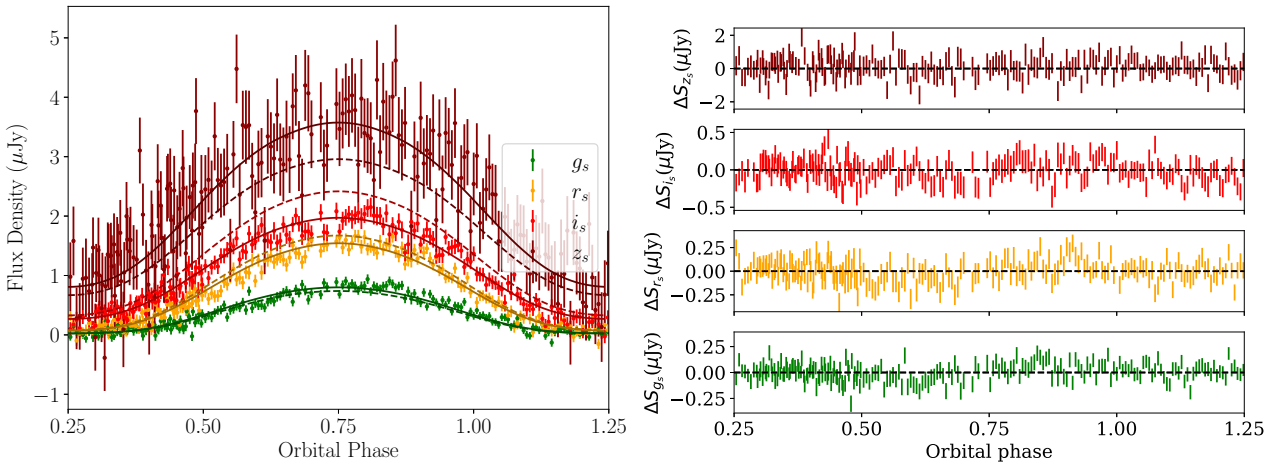 Flux Density (μJy)
5
4
3
2
1
0
−1
0.25
0.50
0.75
1.00
1.25
Orbital Phase
g_s
r_s
i_s
z_s
ΔS_{z_s}(μJy)
2
0
−2
ΔS_{i_s}(μJy)
0.5
0.0
−0.5
ΔS_{r_s}(μJy)
0.25
0.00
−0.25
ΔS_{g_s}(μJy)
0.25
0.00
−0.25
0.25
0.50
0.75
1.00
1.25
Orbital phase